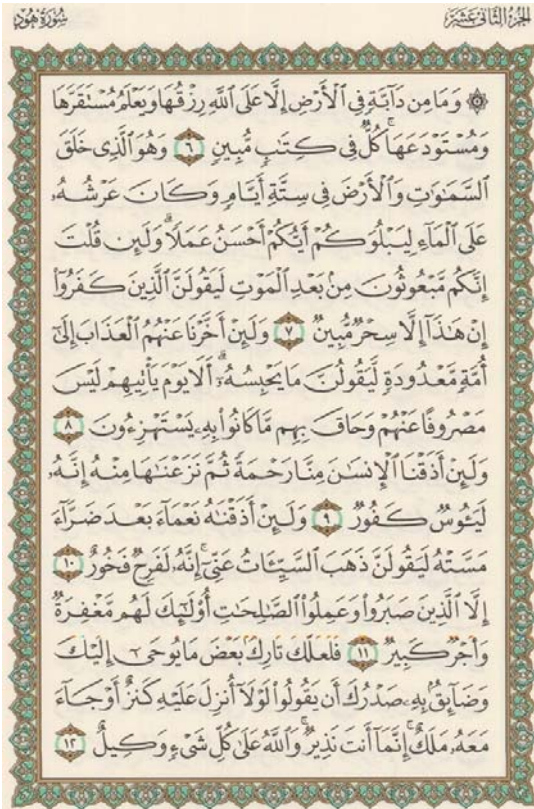 الجزء الثاني عشر
سورة هود
۞ وَمَا مِن دَآبَّةٍ فِي ٱلْأَرْضِ إِلَّا عَلَى ٱللَّهِ رِزْقُهَا وَيَعْلَمُ مُسْتَقَرَّهَا
وَمُسْتَوْدَعَهَا ۚ كُلٌّ فِي كِتَٰبٍ مُّبِينٍ ٦ وَهُوَ ٱلَّذِي خَلَقَ
ٱلسَّمَٰوَٰتِ وَٱلْأَرْضَ فِي سِتَّةِ أَيَّامٍ وَكَانَ عَرْشُهُۥ
عَلَى ٱلْمَآءِ لِيَبْلُوَكُمْ أَيُّكُمْ أَحْسَنُ عَمَلًا ۗ وَلَئِن قُلْتَ
إِنَّكُم مَّبْعُوثُونَ مِنۢ بَعْدِ ٱلْمَوْتِ لَيَقُولَنَّ ٱلَّذِينَ كَفَرُوٓا۟
إِنْ هَٰذَآ إِلَّا سِحْرٌ مُّبِينٌ ٧ وَلَئِنْ أَخَّرْنَا عَنْهُمُ ٱلْعَذَابَ إِلَىٰٓ
أُمَّةٍ مَّعْدُودَةٍ لَّيَقُولُنَّ مَا يَحْبِسُهُۥٓ ۗ أَلَا يَوْمَ يَأْتِيهِمْ لَيْسَ
مَصْرُوفًا عَنْهُمْ وَحَاقَ بِهِم مَّا كَانُوا۟ بِهِۦ يَسْتَهْزِءُونَ ٨
وَلَئِنْ أَذَقْنَا ٱلْإِنسَٰنَ مِنَّا رَحْمَةً ثُمَّ نَزَعْنَٰهَا مِنْهُ إِنَّهُۥ
لَيَـُٔوسٌ كَفُورٌ ٩ وَلَئِنْ أَذَقْنَٰهُ نَعْمَآءَ بَعْدَ ضَرَّآءَ
مَسَّتْهُ لَيَقُولَنَّ ذَهَبَ ٱلسَّيِّـَٔاتُ عَنِّيٓ ۚ إِنَّهُۥ لَفَرِحٌ فَخُورٌ ١٠
إِلَّا ٱلَّذِينَ صَبَرُوا۟ وَعَمِلُوا۟ ٱلصَّٰلِحَٰتِ أُو۟لَٰٓئِكَ لَهُم مَّغْفِرَةٌ
وَأَجْرٌ كَبِيرٌ ١١ فَلَعَلَّكَ تَارِكٌۢ بَعْضَ مَا يُوحَىٰٓ إِلَيْكَ
وَضَآئِقٌۢ بِهِۦ صَدْرُكَ أَن يَقُولُوا۟ لَوْلَآ أُنزِلَ عَلَيْهِ كَنزٌ أَوْ جَآءَ
مَعَهُۥ مَلَكٌ ۚ إِنَّمَآ أَنتَ نَذِيرٌ ۚ وَٱللَّهُ عَلَىٰ كُلِّ شَيْءٍ وَكِيلٌ ١٢